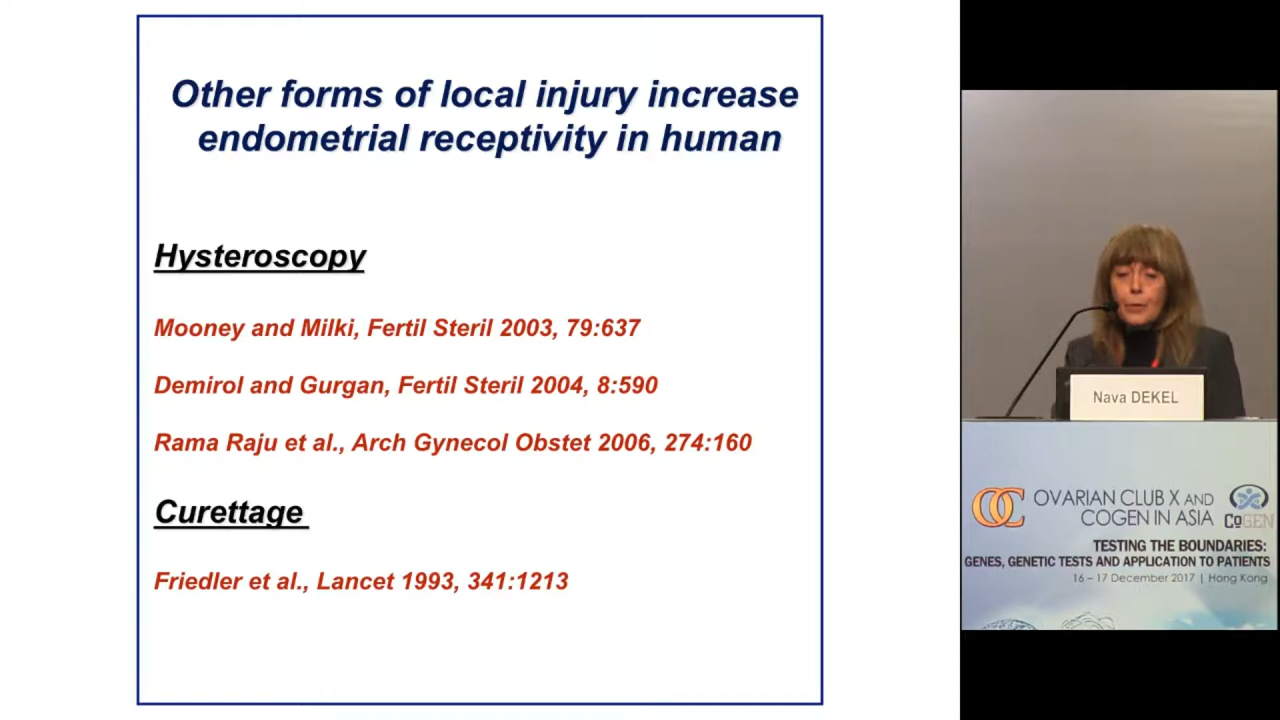 Other forms of local injury increase
endometrial receptivity in human
Hysteroscopy
Mooney and Milki, Fertil Steril 2003, 79:637
Demirol and Gurgan, Fertil Steril 2004, 8:590
Rama Raju et al., Arch Gynecol Obstet 2006, 274:160
Curettage
Friedler et al., Lancet 1993, 341:1213
Nava DEKEL
OC OVARIAN CLUB X AND
COGEN IN ASIA
CoGEN
TESTING THE BOUNDARIES:
GENES, GENETIC TESTS AND APPLICATION TO PATIENTS
16 – 17 December 2017 | Hong Kong